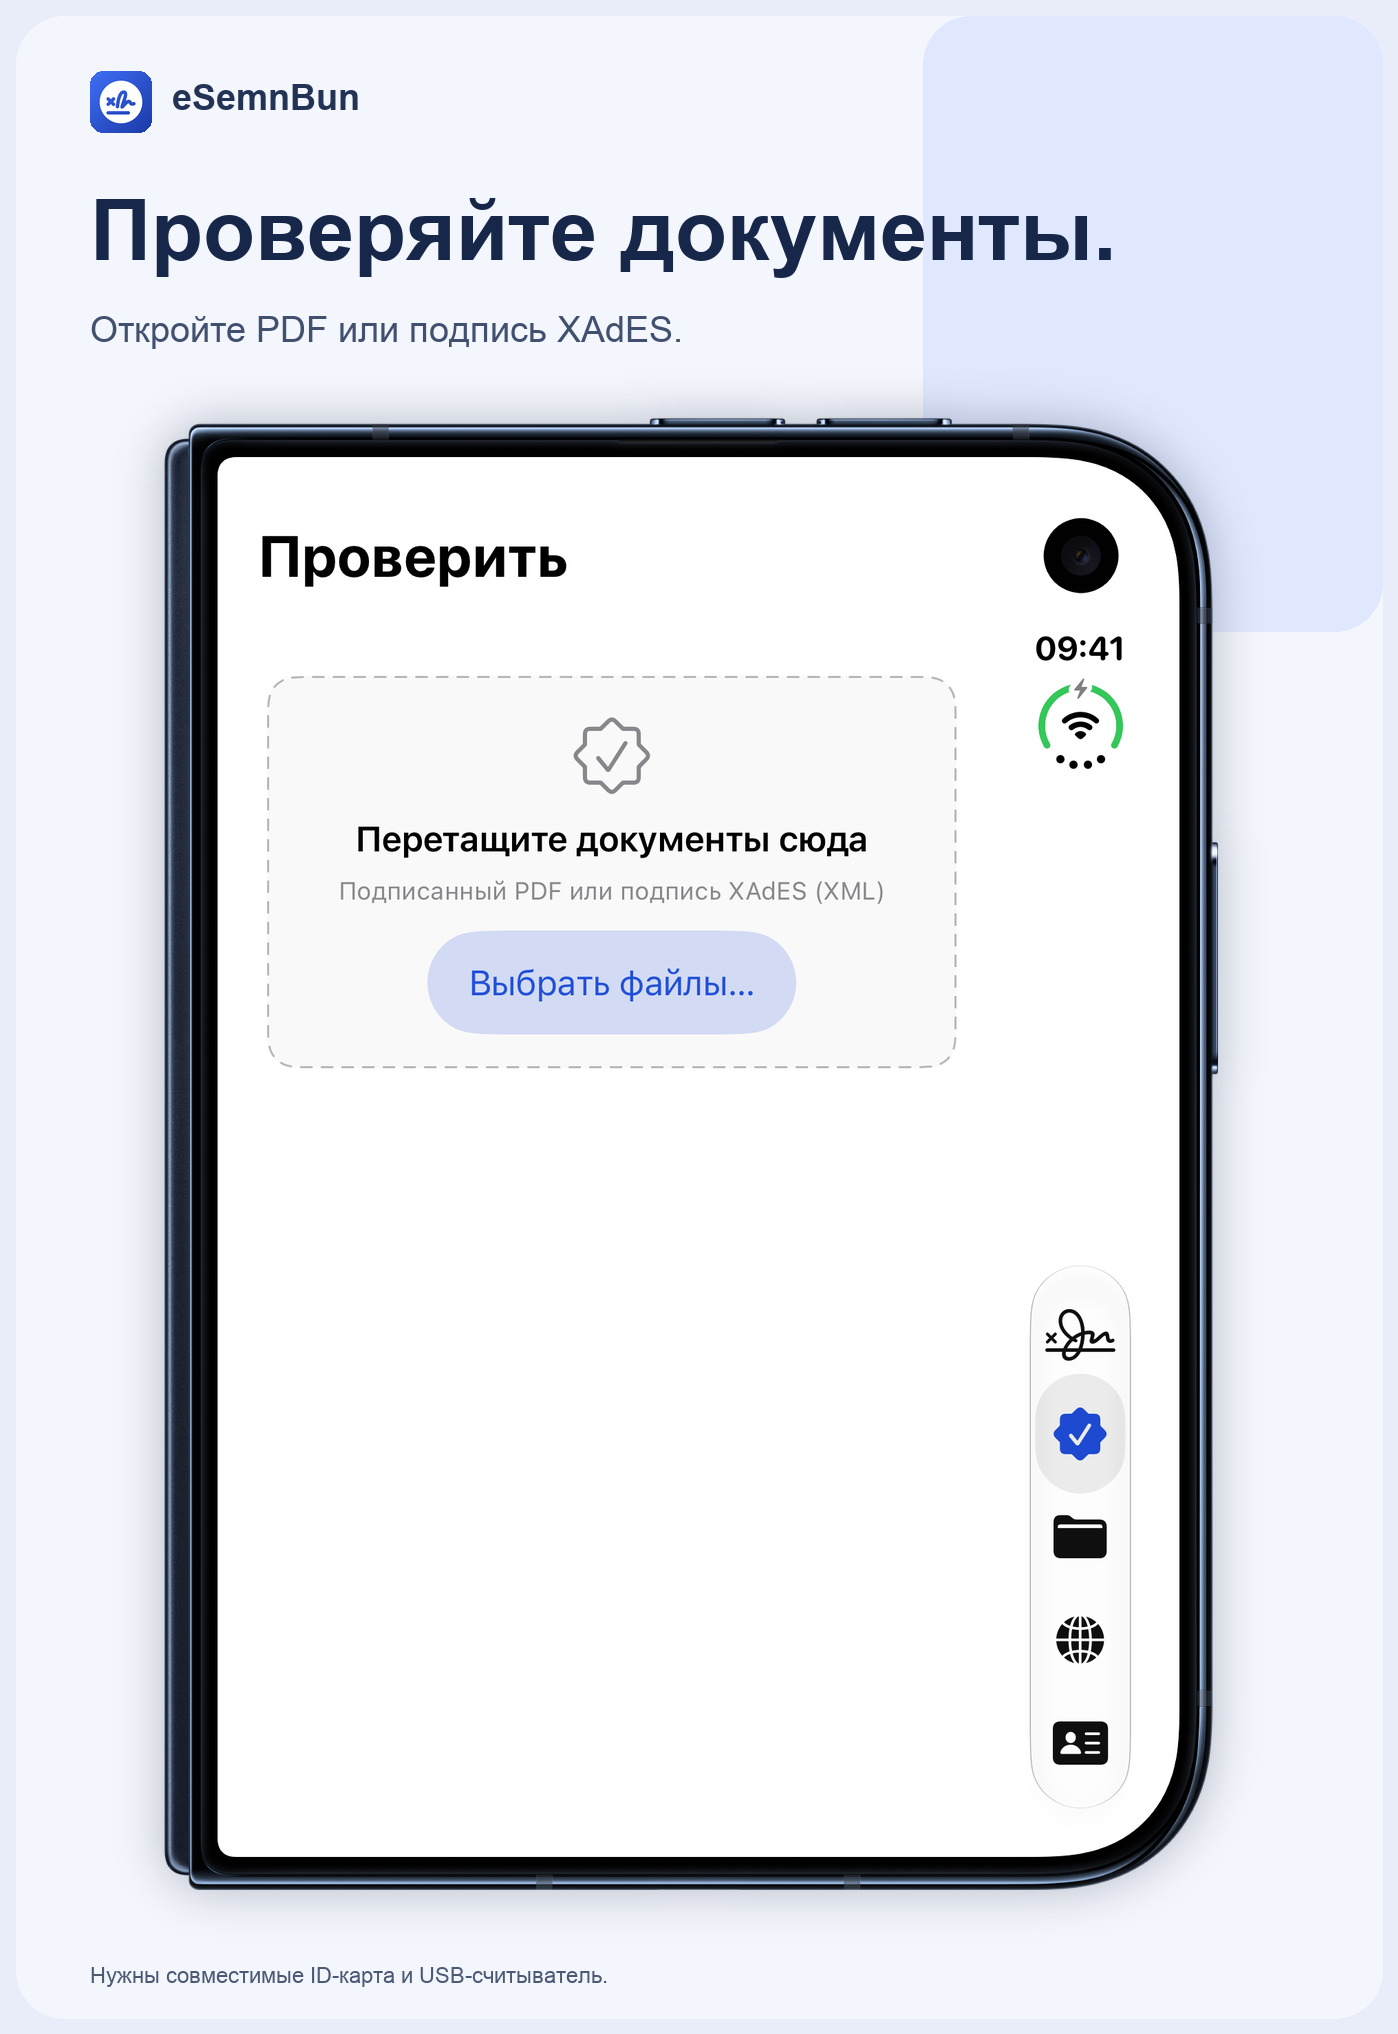 eSemnBun
Проверяйте документы.
Откройте PDF или подпись XAdES.
Проверить
09:41
Перетащите документы сюда
Подписанный PDF или подпись XAdES (XML)
Выбрать файлы...
Нужны совместимые ID-карта и USB-считыватель.